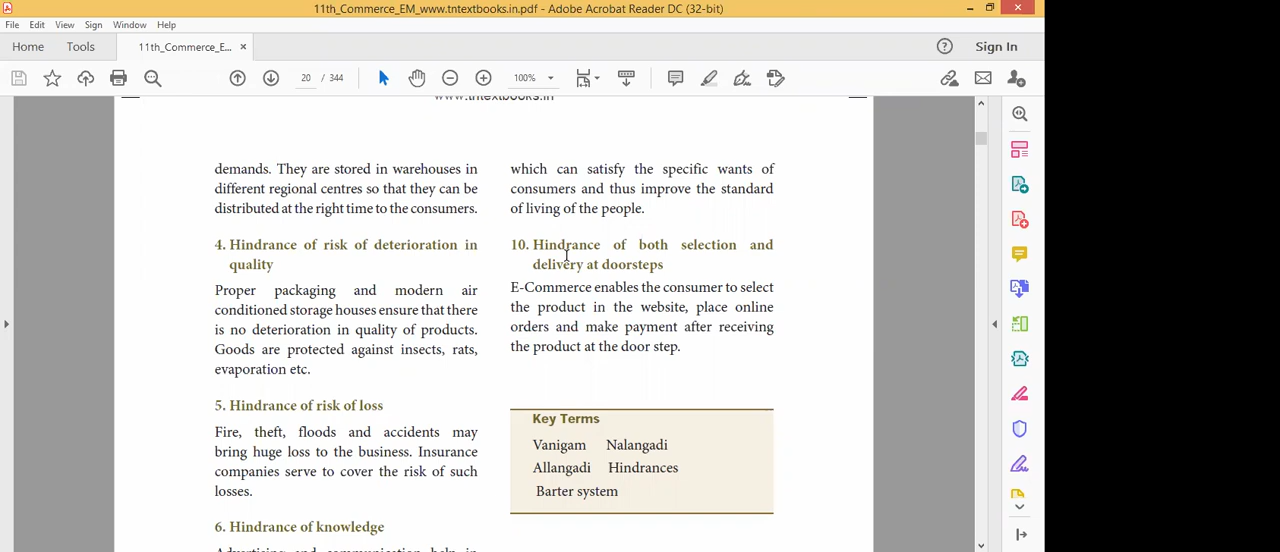 11th_Commerce_EM_www.tntextbooks.in.pdf - Adobe Acrobat Reader DC (32-bit)
File Edit View Sign Window Help
Home Tools 11th_Commerce_E... × Sign In
20 / 344 100%
www.tntextbooks.in
demands. They are stored in warehouses in
different regional centres so that they can be
distributed at the right time to the consumers.
4. Hindrance of risk of deterioration in
quality
Proper packaging and modern air
conditioned storage houses ensure that there
is no deterioration in quality of products.
Goods are protected against insects, rats,
evaporation etc.
5. Hindrance of risk of loss
Fire, theft, floods and accidents may
bring huge loss to the business. Insurance
companies serve to cover the risk of such
losses.
6. Hindrance of knowledge
Advertising and communication help in
which can satisfy the specific wants of
consumers and thus improve the standard
of living of the people.
10. Hindrance of both selection and
delivery at doorsteps
E-Commerce enables the consumer to select
the product in the website, place online
orders and make payment after receiving
the product at the door step.
Key Terms
Vanigam Nalangadi
Allangadi Hindrances
Barter system